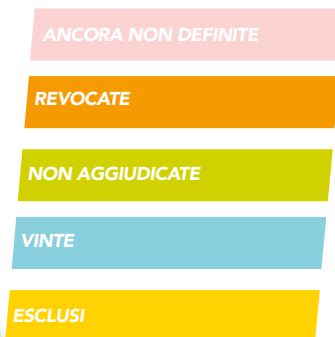 ANCORA NON DEFINITE
REVOCATE
NON AGGIUDICATE
VINTE
ESCLUSI